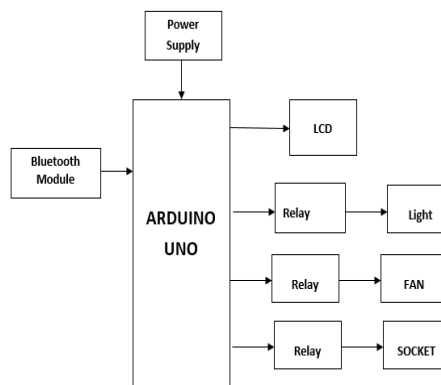 Power
Supply
LCD
Bluetooth
Module
ARDUINO
UNO
Relay
Light
Relay
FAN
Relay
SOCKET